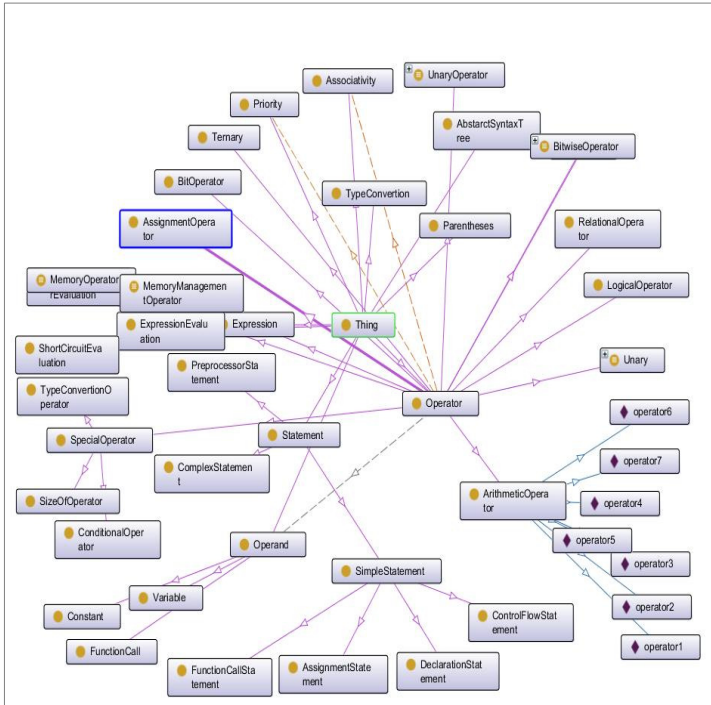 UnaryOperator
Associativity
Priority
AbstarctSyntaxT
ree
Ternary
BitwiseOperator
BitOperator
TypeConvertion
AssignmentOpera
tor
Parentheses
RelationalOpera
tor
MemoryOperator
rEvaluation
MemoryManagemen
tOperator
LogicalOperator
ExpressionEvalu
ation
Expression
Thing
ShortCircuitEva
luation
PreprocessorSta
tement
Unary
TypeConvertionO
perator
Operator
operator6
SpecialOperator
Statement
operator7
ComplexStatemen
t
SizeOfOperator
ArithmeticOpera
tor
operator4
ConditionalOper
ator
Operand
operator5
operator3
SimpleStatement
Variable
Constant
operator2
ControlFlowStat
ement
FunctionCall
operator1
FunctionCallSta
tement
AssignmentState
ment
DeclarationStat
ement